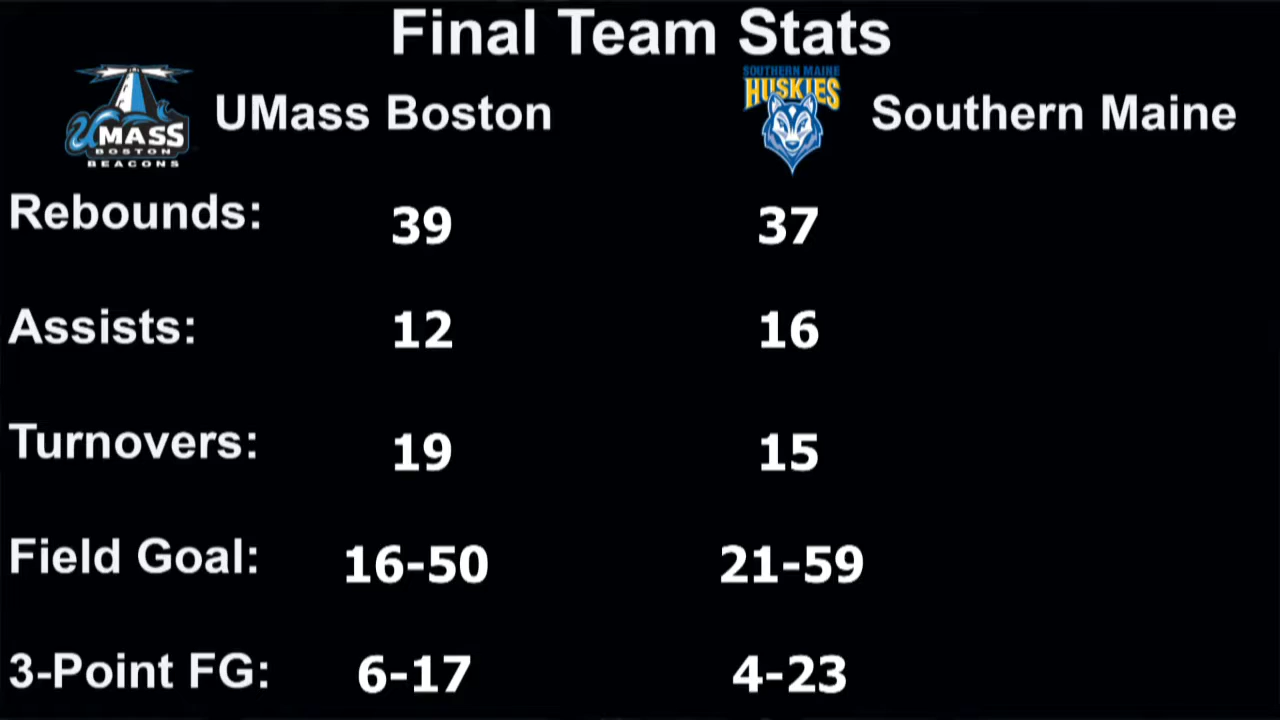 Final Team Stats
UMASS
BOSTON
BEACONS
UMass Boston
SOUTHERN MAINE
HUSKIES
Southern Maine
Rebounds: 39 37
Assists: 12 16
Turnovers: 19 15
Field Goal: 16-50 21-59
3-Point FG: 6-17 4-23